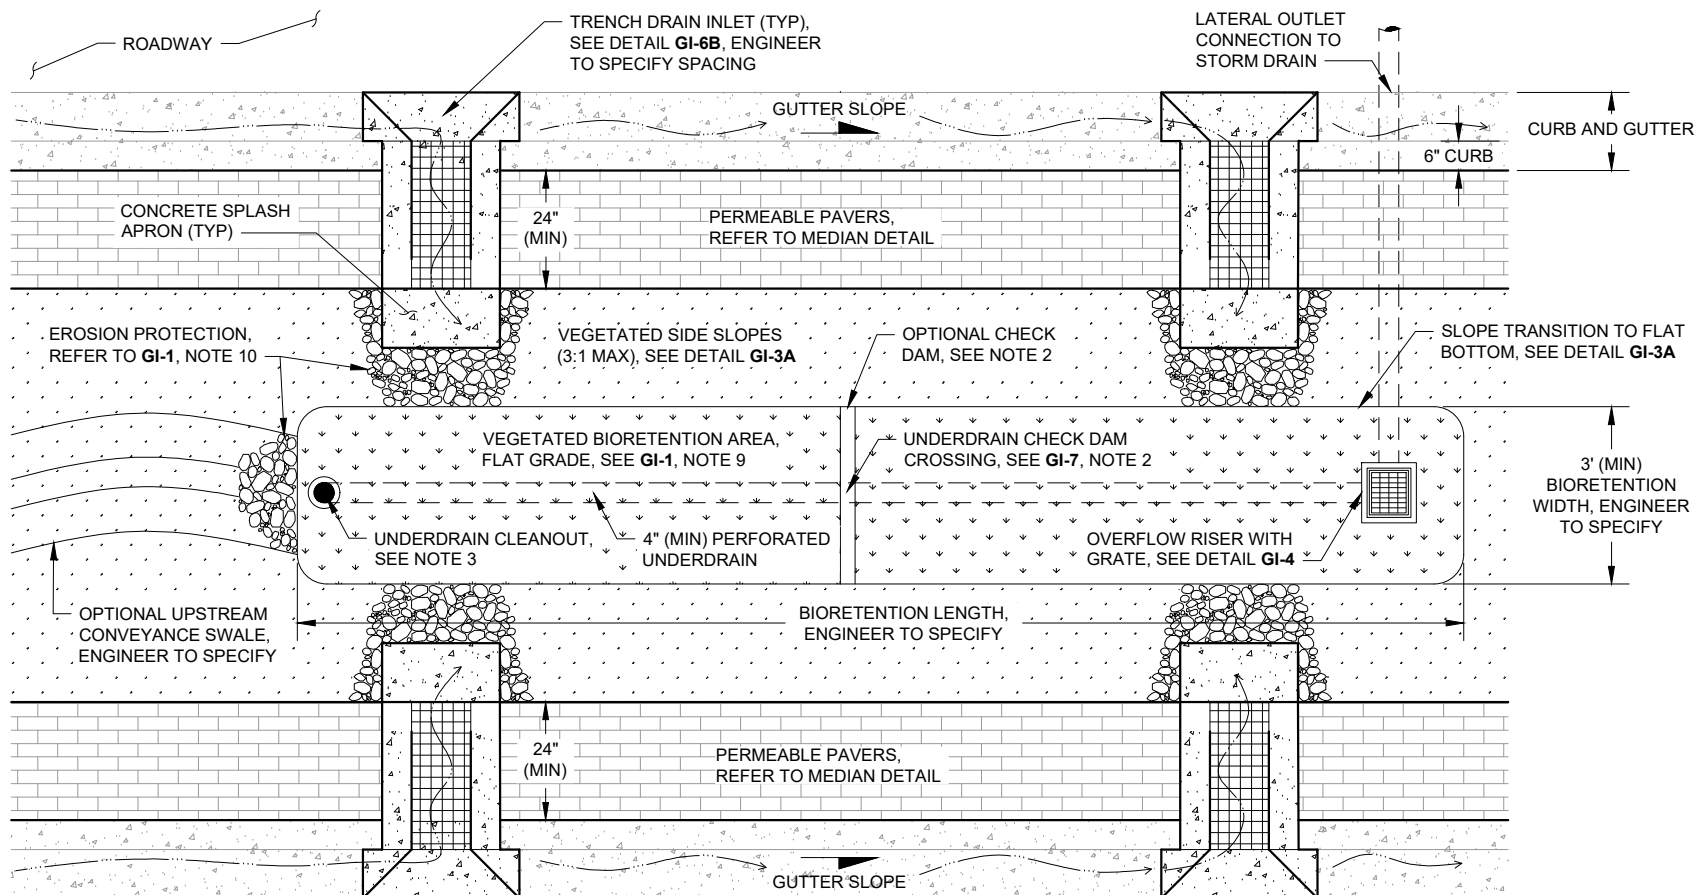 ROADWAY
TRENCH DRAIN INLET (TYP),
SEE DETAIL GI-6B, ENGINEER
TO SPECIFY SPACING
LATERAL OUTLET
CONNECTION TO
STORM DRAIN
GUTTER SLOPE
CURB AND GUTTER
6" CURB
CONCRETE SPLASH
APRON (TYP)
24"
(MIN)
PERMEABLE PAVERS,
REFER TO MEDIAN DETAIL
EROSION PROTECTION,
REFER TO GI-1, NOTE 10
VEGETATED SIDE SLOPES
(3:1 MAX), SEE DETAIL GI-3A
OPTIONAL CHECK
DAM, SEE NOTE 2
SLOPE TRANSITION TO FLAT
BOTTOM, SEE DETAIL GI-3A
VEGETATED BIORETENTION AREA,
FLAT GRADE, SEE GI-1, NOTE 9
UNDERDRAIN CHECK DAM
CROSSING, SEE GI-7, NOTE 2
3' (MIN)
BIORETENTION
WIDTH, ENGINEER
TO SPECIFY
UNDERDRAIN CLEANOUT,
SEE NOTE 3
4" (MIN) PERFORATED
UNDERDRAIN
OVERFLOW RISER WITH
GRATE, SEE DETAIL GI-4
OPTIONAL UPSTREAM
CONVEYANCE SWALE,
ENGINEER TO SPECIFY
BIORETENTION LENGTH,
ENGINEER TO SPECIFY
24"
(MIN)
PERMEABLE PAVERS,
REFER TO MEDIAN DETAIL
GUTTER SLOPE